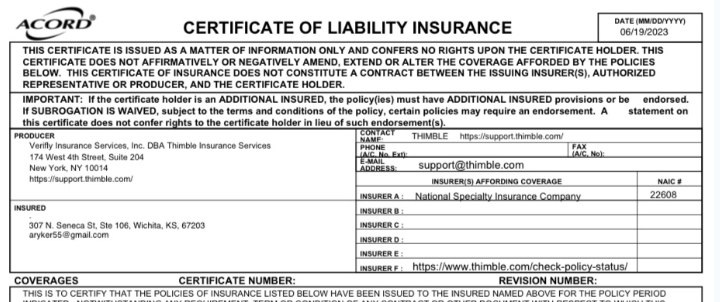 ACORD®
CERTIFICATE OF LIABILITY INSURANCE
DATE (MM/DD/YYYY)
06/19/2023
THIS CERTIFICATE IS ISSUED AS A MATTER OF INFORMATION ONLY AND CONFERS NO RIGHTS UPON THE CERTIFICATE HOLDER. THIS
CERTIFICATE DOES NOT AFFIRMATIVELY OR NEGATIVELY AMEND, EXTEND OR ALTER THE COVERAGE AFFORDED BY THE POLICIES
BELOW. THIS CERTIFICATE OF INSURANCE DOES NOT CONSTITUTE A CONTRACT BETWEEN THE ISSUING INSURER(S), AUTHORIZED
REPRESENTATIVE OR PRODUCER, AND THE CERTIFICATE HOLDER.
IMPORTANT: If the certificate holder is an ADDITIONAL INSURED, the policy(ies) must have ADDITIONAL INSURED provisions or be endorsed.
If SUBROGATION IS WAIVED, subject to the terms and conditions of the policy, certain policies may require an endorsement. A statement on
this certificate does not confer rights to the certificate holder in lieu of such endorsement(s).
PRODUCER
Verifly Insurance Services, Inc. DBA Thimble Insurance Services
174 West 4th Street, Suite 204
New York, NY 10014
https://support.thimble.com/
CONTACT NAME: THIMBLE https://support.thimble.com/
PHONE (A/C, No, Ext):
FAX (A/C, No):
E-MAIL ADDRESS: support@thimble.com
INSURER(S) AFFORDING COVERAGE
NAIC #
INSURER A : National Specialty Insurance Company 22608
INSURED
.
307 N. Seneca St, Ste 106, Wichita, KS, 67203
aryker55@gmail.com
INSURER B :
INSURER C :
INSURER D :
INSURER E :
INSURER F : https://www.thimble.com/check-policy-status/
COVERAGES CERTIFICATE NUMBER: REVISION NUMBER:
THIS IS TO CERTIFY THAT THE POLICIES OF INSURANCE LISTED BELOW HAVE BEEN ISSUED TO THE INSURED NAMED ABOVE FOR THE POLICY PERIOD